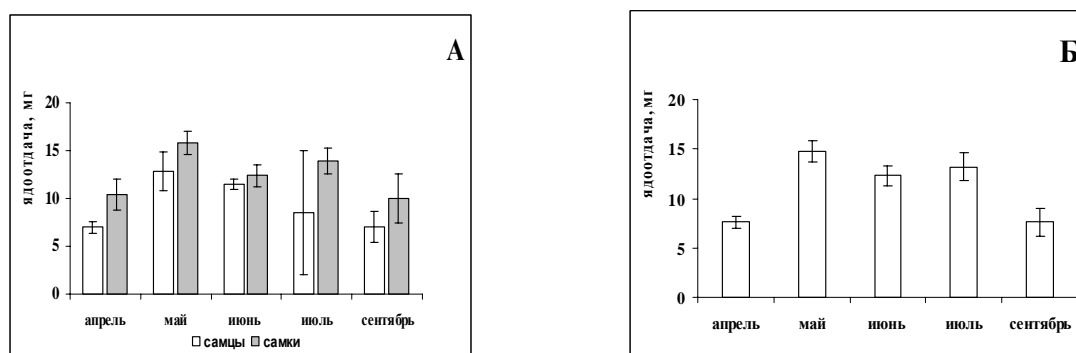 А
ядоотдача, мг
20
15
10
5
0
апрель май июнь июль сентябрь
самцы самки
Б
ядоотдача, мг
20
15
10
5
0
апрель май июнь июль сентябрь